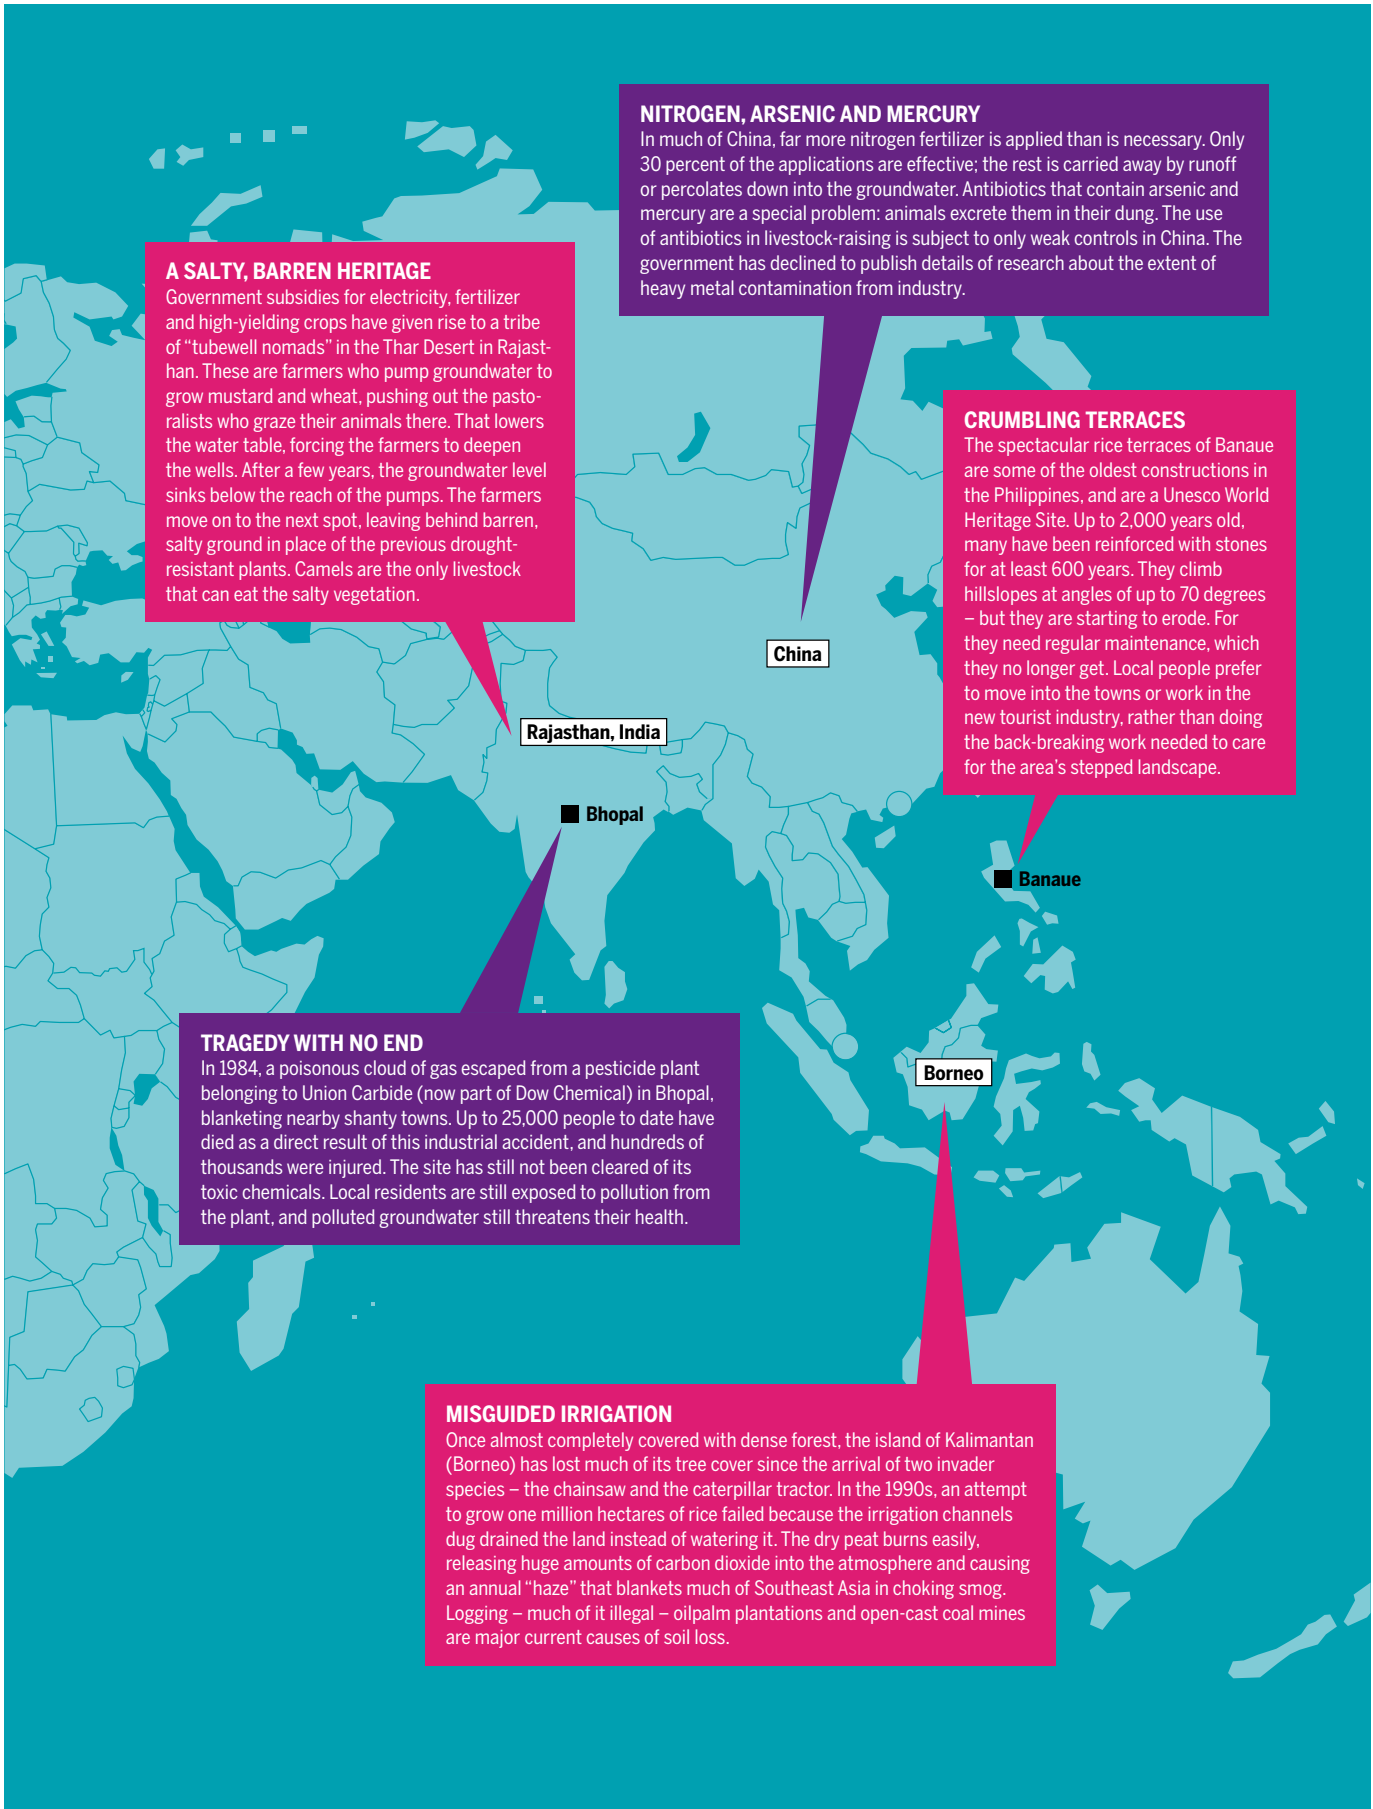 NITROGEN, ARSENIC AND MERCURY
In much of China, far more nitrogen fertilizer is applied than is necessary. Only
30 percent of the applications are effective; the rest is carried away by runoff
or percolates down into the groundwater. Antibiotics that contain arsenic and
mercury are a special problem: animals excrete them in their dung. The use
of antibiotics in livestock-raising is subject to only weak controls in China. The
government has declined to publish details of research about the extent of
heavy metal contamination from industry.
A SALTY, BARREN HERITAGE
Government subsidies for electricity, fertilizer
and high-yielding crops have given rise to a tribe
of “tubewell nomads” in the Thar Desert in Rajast-
han. These are farmers who pump groundwater to
grow mustard and wheat, pushing out the pasto-
ralists who graze their animals there. That lowers
the water table, forcing the farmers to deepen
the wells. After a few years, the groundwater level
sinks below the reach of the pumps. The farmers
move on to the next spot, leaving behind barren,
salty ground in place of the previous drought-
resistant plants. Camels are the only livestock
that can eat the salty vegetation.
CRUMBLING TERRACES
The spectacular rice terraces of Banaue
are some of the oldest constructions in
the Philippines, and are a Unesco World
Heritage Site. Up to 2,000 years old,
many have been reinforced with stones
for at least 600 years. They climb
hillslopes at angles of up to 70 degrees
– but they are starting to erode. For
they need regular maintenance, which
they no longer get. Local people prefer
to move into the towns or work in the
new tourist industry, rather than doing
the back-breaking work needed to care
for the area’s stepped landscape.
China
Rajasthan, India
Bhopal
Banaue
TRAGEDY WITH NO END
In 1984, a poisonous cloud of gas escaped from a pesticide plant
belonging to Union Carbide (now part of Dow Chemical) in Bhopal,
blanketing nearby shanty towns. Up to 25,000 people to date have
died as a direct result of this industrial accident, and hundreds of
thousands were injured. The site has still not been cleared of its
toxic chemicals. Local residents are still exposed to pollution from
the plant, and polluted groundwater still threatens their health.
Borneo
MISGUIDED IRRIGATION
Once almost completely covered with dense forest, the island of Kalimantan
(Borneo) has lost much of its tree cover since the arrival of two invader
species – the chainsaw and the caterpillar tractor. In the 1990s, an attempt
to grow one million hectares of rice failed because the irrigation channels
dug drained the land instead of watering it. The dry peat burns easily,
releasing huge amounts of carbon dioxide into the atmosphere and causing
an annual “haze” that blankets much of Southeast Asia in choking smog.
Logging – much of it illegal – oilpalm plantations and open-cast coal mines
are major current causes of soil loss.